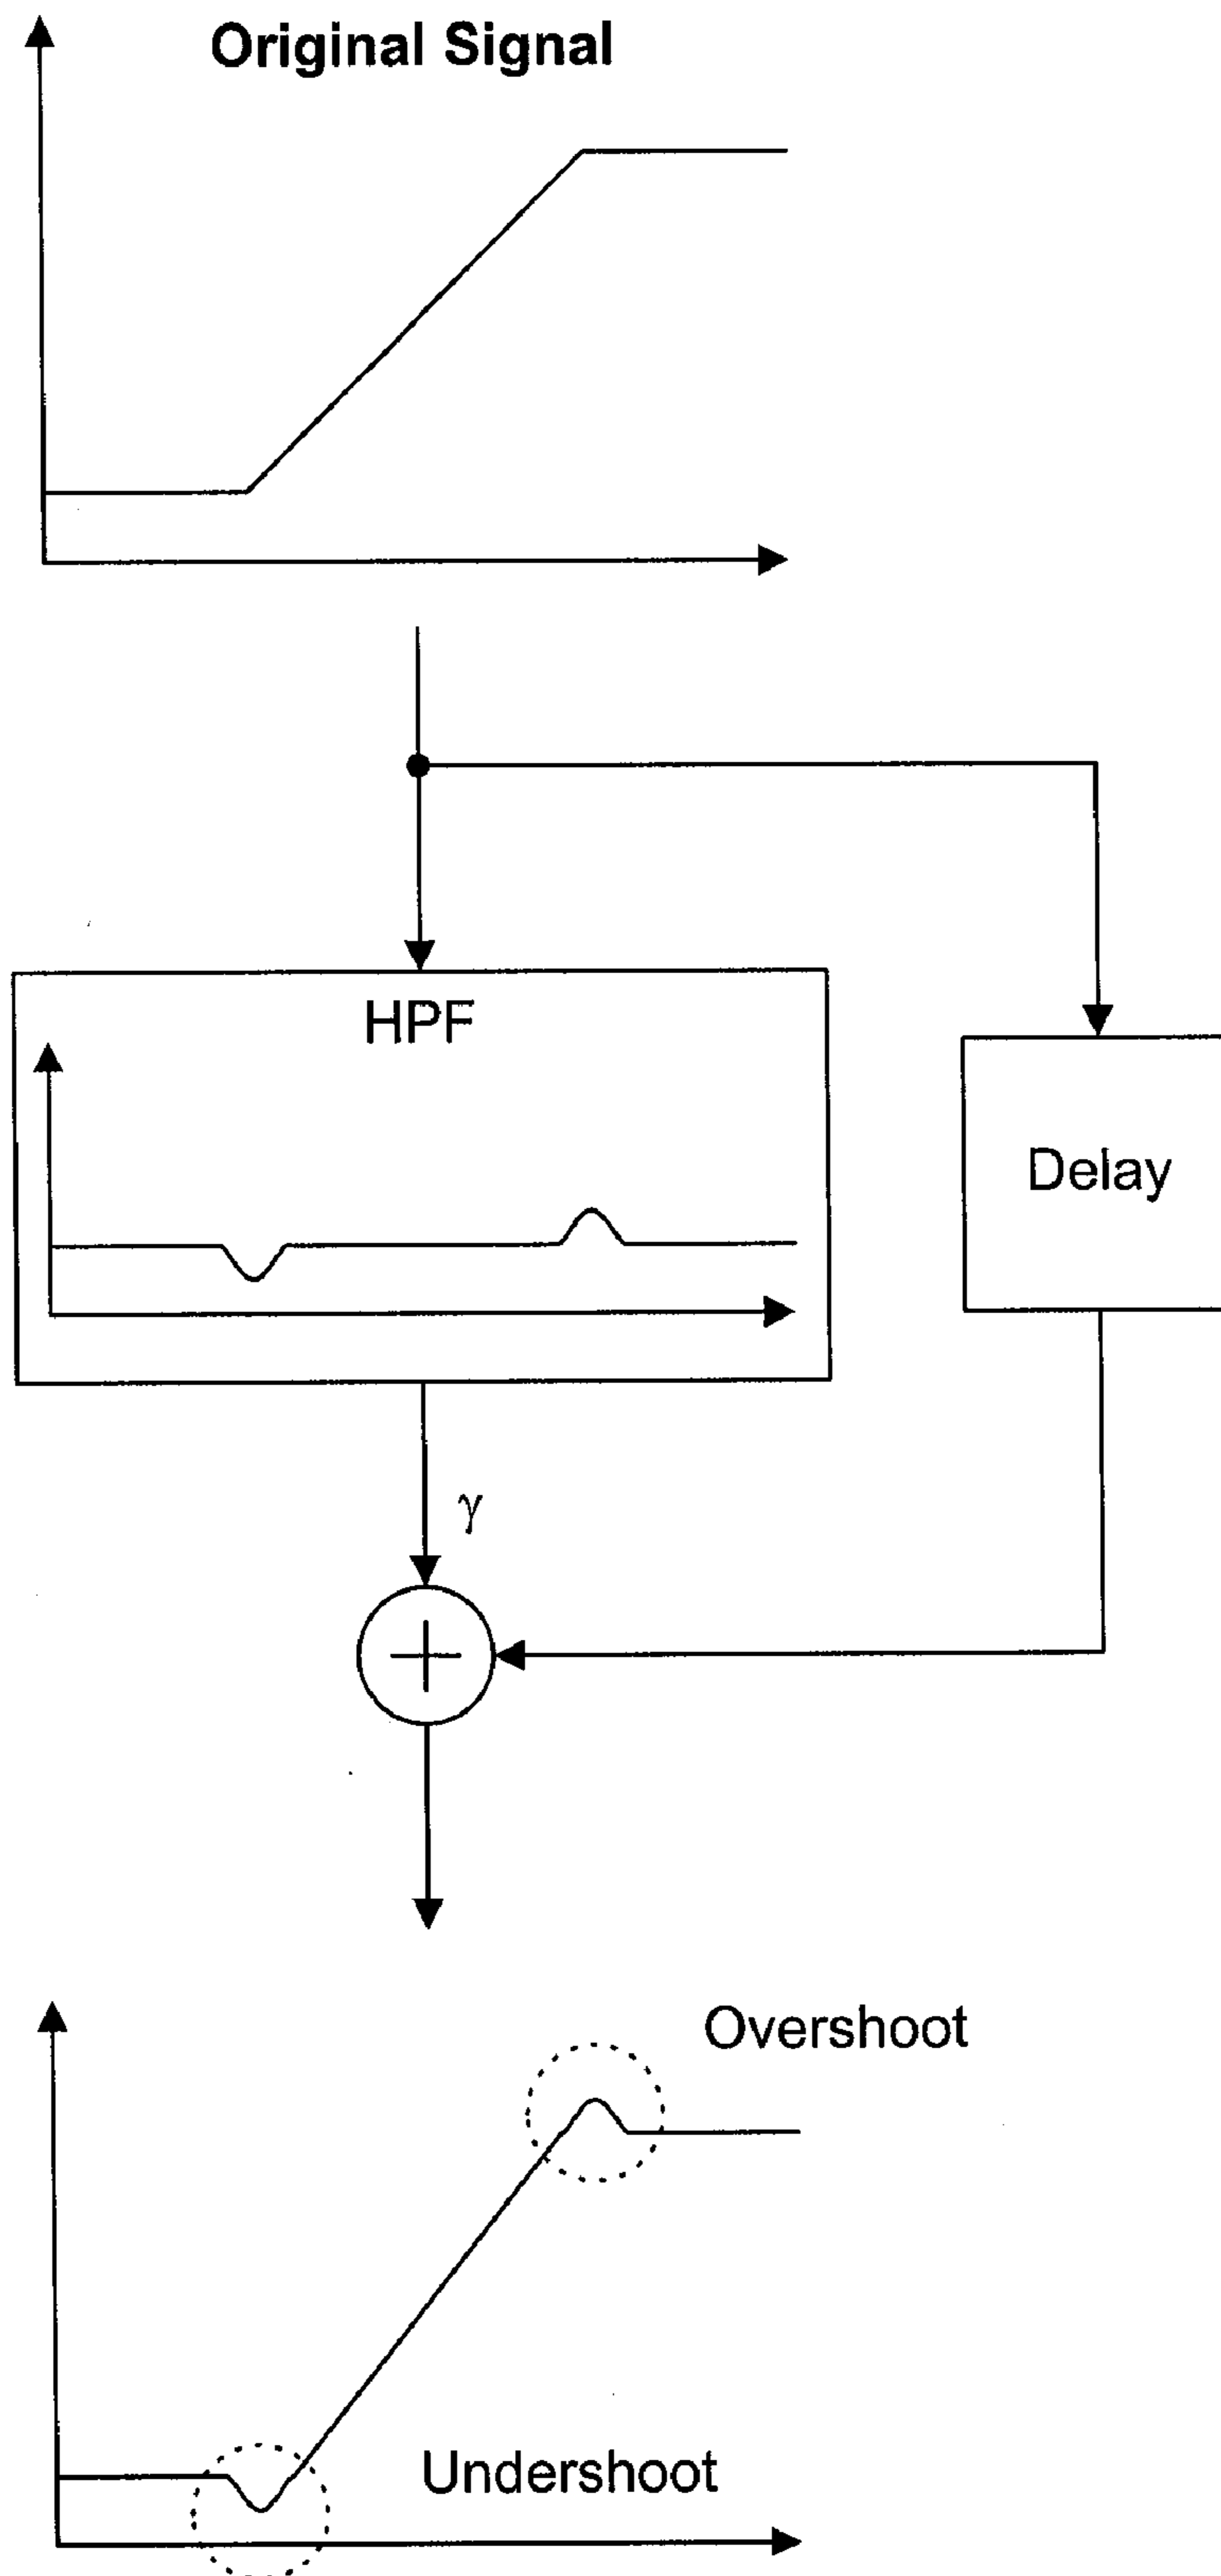 Original Signal
HPF
Delay
γ
Overshoot
Undershoot